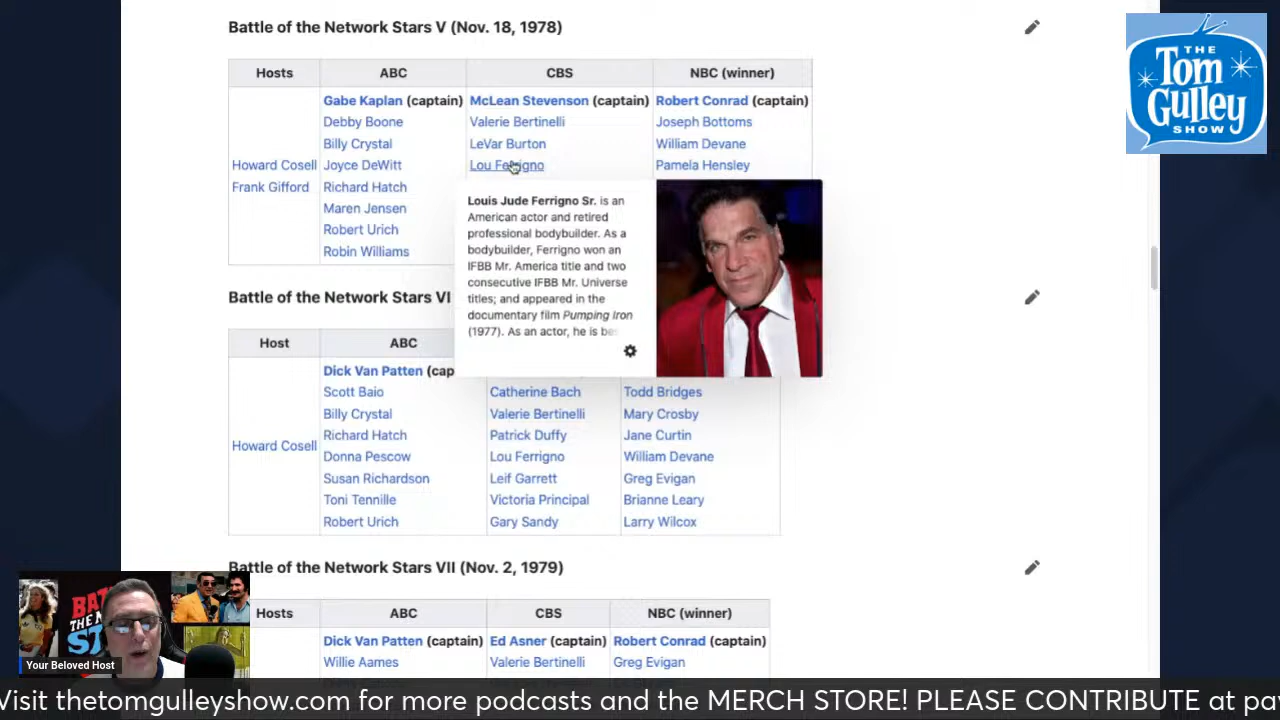 Battle of the Network Stars V (Nov. 18, 1978)
THE
Tom
GULLEY
SHOW
Hosts ABC CBS NBC (winner)
Gabe Kaplan (captain) McLean Stevenson (captain) Robert Conrad (captain)
Debby Boone Valerie Bertinelli Joseph Bottoms
Billy Crystal LeVar Burton William Devane
Howard Cosell Joyce DeWitt Lou Ferrigno Pamela Hensley
Frank Gifford Richard Hatch
Maren Jensen
Robert Urich
Robin Williams
Louis Jude Ferrigno Sr. is an
American actor and retired
professional bodybuilder. As a
bodybuilder, Ferrigno won an
IFBB Mr. America title and two
consecutive IFBB Mr. Universe
titles; and appeared in the
documentary film Pumping Iron
(1977). As an actor, he is bes
Battle of the Network Stars VI
Host ABC
Dick Van Patten (cap
Scott Baio Catherine Bach Todd Bridges
Billy Crystal Valerie Bertinelli Mary Crosby
Richard Hatch Patrick Duffy Jane Curtin
Howard Cosell
Donna Pescow Lou Ferrigno William Devane
Susan Richardson Leif Garrett Greg Evigan
Toni Tennille Victoria Principal Brianne Leary
Robert Urich Gary Sandy Larry Wilcox
Battle of the Network Stars VII (Nov. 2, 1979)
Hosts ABC CBS NBC (winner)
Dick Van Patten (captain) Ed Asner (captain) Robert Conrad (captain)
Willie Aames Valerie Bertinelli Greg Evigan
Your Beloved Host
Visit thetomgulleyshow.com for more podcasts and the MERCH STORE! PLEASE CONTRIBUTE at pa